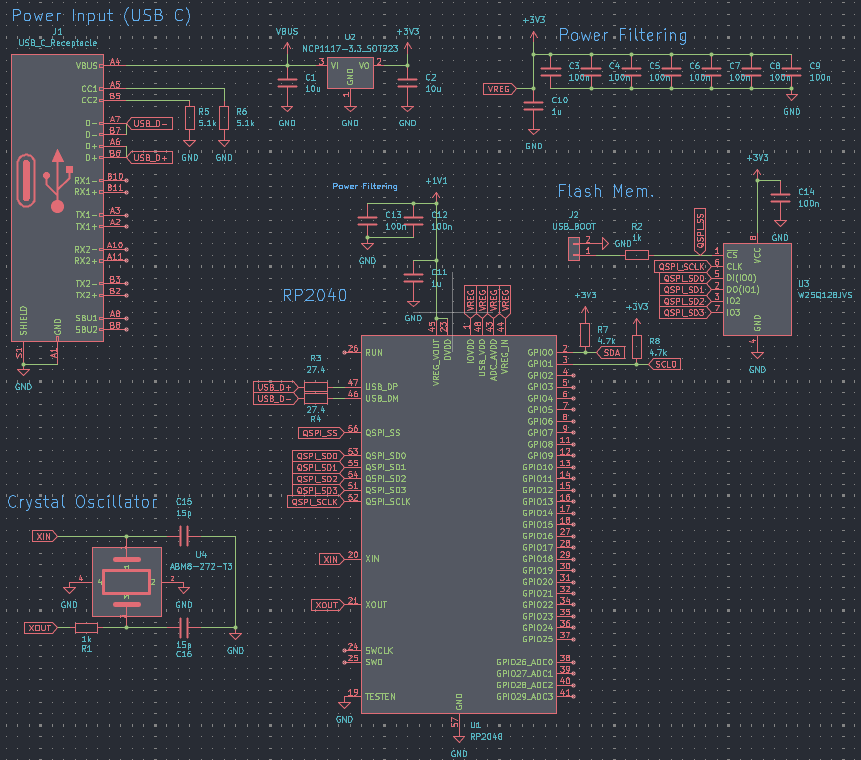 Power Input (USB C)
J1
USB_C_Receptacle
VBUS
A4
CC1
A5
CC2
B5
D-
A7
D-
B7
D+
A6
D+
B6
USB_D-
USB_D+
RX1-
B10
RX1+
B11
TX1-
A3
TX1+
A2
RX2-
A10
RX2+
A11
TX2-
B3
TX2+
B2
SBU1
A8
SBU2
B8
SHIELD
GND
S1
A1
GND
R5
5.1k
R6
5.1k
GND
GND
VBUS
U2
NCP1117-3.3_SOT223
+3V3
3
VI
VO
2
GND
1
C1
10u
C2
10u
GND
GND
GND
+3V3
Power Filtering
C3
100n
C4
100n
C5
100n
C6
100n
C7
100n
C8
100n
C9
100n
VREG
C10
1u
GND
GND
Power Filtering
+1V1
C13
100n
C12
100n
GND
C11
1u
GND
Flash Mem.
+3V3
C14
100n
GND
J2
USB_BOOT
2
1
GND
R2
1k
QSPI_SS
8
1
CS
VCC
QSPI_SCLK
6
CLK
QSPI_SD0
5
DI(IO0)
QSPI_SD1
2
DO(IO1)
QSPI_SD2
3
IO2
QSPI_SD3
7
IO3
GND
4
GND
U3
W25Q128JVS
RP2040
VREG
VREG
VREG
VREG
45
23
1
48
43
44
VREG_VOUT
DVDD
IOVDD
USB_VDD
ADC_AVDD
VREG_IN
+3V3
R7
4.7k
SDA
+3V3
R8
4.7k
SCL0
26
RUN
R3
27.4
USB_D+
47
USB_DP
USB_D-
46
USB_DM
27.4
R4
QSPI_SS
56
QSPI_SS
QSPI_SD0
53
QSPI_SD0
QSPI_SD1
55
QSPI_SD1
QSPI_SD2
54
QSPI_SD2
QSPI_SD3
51
QSPI_SD3
QSPI_SCLK
52
QSPI_SCLK
XIN
20
XIN
XOUT
21
XOUT
24
SWCLK
25
SWD
19
TESTEN
GND
GPIO0
2
GPIO1
3
GPIO2
4
GPIO3
5
GPIO4
6
GPIO5
7
GPIO6
8
GPIO7
9
GPIO8
11
GPIO9
12
GPIO10
13
GPIO11
14
GPIO12
15
GPIO13
16
GPIO14
17
GPIO15
18
GPIO16
27
GPIO17
28
GPIO18
29
GPIO19
30
GPIO20
31
GPIO21
32
GPIO22
34
GPIO23
35
GPIO24
36
GPIO25
37
GPIO26_ADC0
38
GPIO27_ADC1
39
GPIO28_ADC2
40
GPIO29_ADC3
41
GND
57
GND
U1
RP2040
Crystal Oscillator
C15
15p
XIN
U4
ABM8-272-T3
1
4
4
2
2
3
GND
GND
XOUT
1k
R1
15p
C16
GND